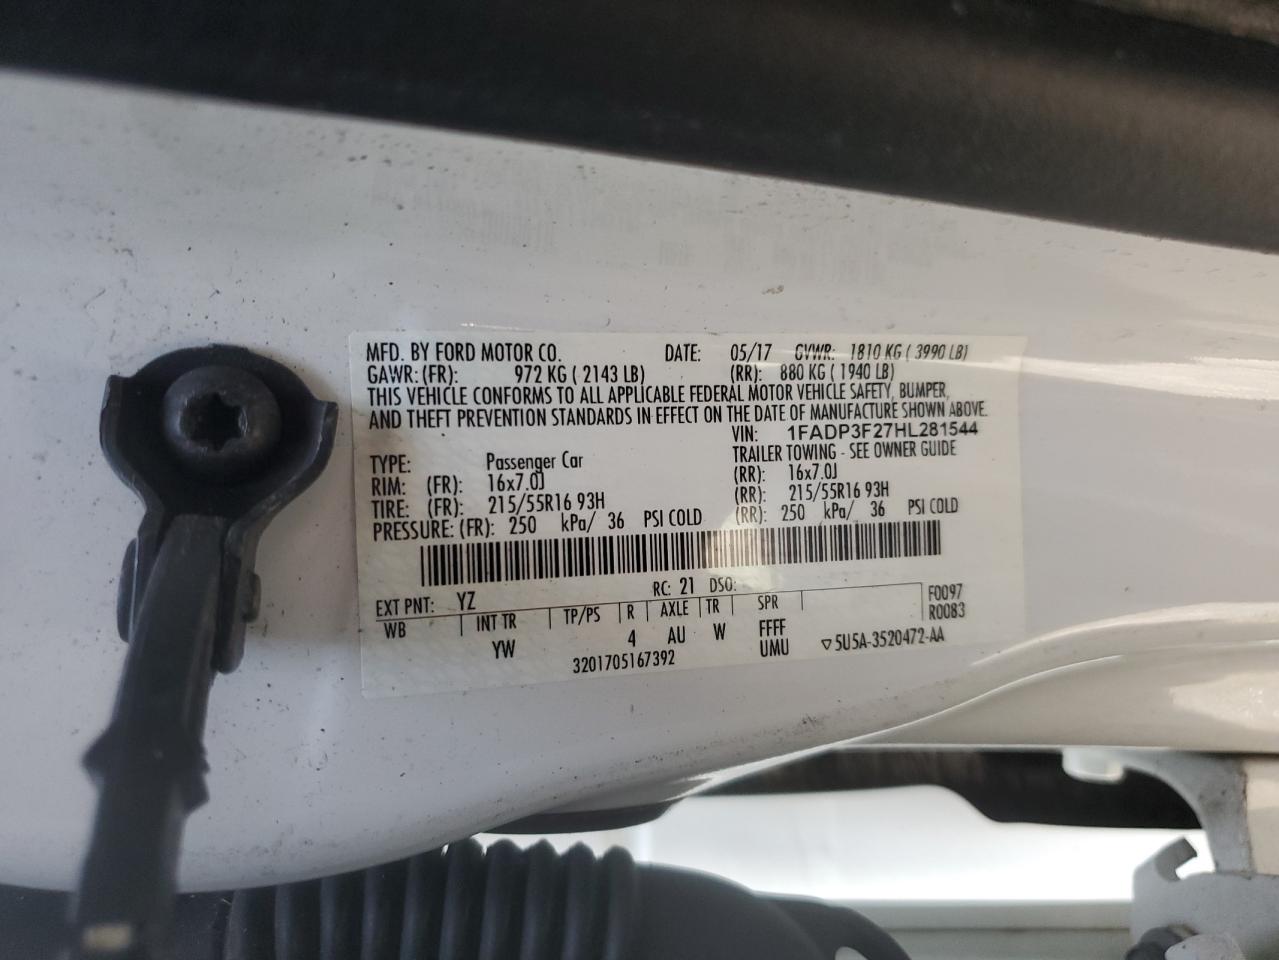 MFD. BY FORD MOTOR CO. DATE: 05/17 GVWR: 1810 KG ( 3990 LB)
GAWR: (FR): 972 KG ( 2143 LB) (RR): 880 KG ( 1940 LB)
THIS VEHICLE CONFORMS TO ALL APPLICABLE FEDERAL MOTOR VEHICLE SAFETY, BUMPER,
AND THEFT PREVENTION STANDARDS IN EFFECT ON THE DATE OF MANUFACTURE SHOWN ABOVE.
VIN: 1FADP3F27HL281544
TYPE: Passenger Car TRAILER TOWING - SEE OWNER GUIDE
RIM: (FR): 16x7.0J (RR): 16x7.0J
TIRE: (FR): 215/55R16 93H (RR): 215/55R16 93H
PRESSURE: (FR): 250 kPa/ 36 PSI COLD (RR): 250 kPa/ 36 PSI COLD
EXT PNT: YZ RC: 21 DSO: F0097
WB INT TR TP/PS R AXLE TR SPR R0083
YW 4 AU W FFFF
UMU ▽5U5A-3520472-AA
3201705167392